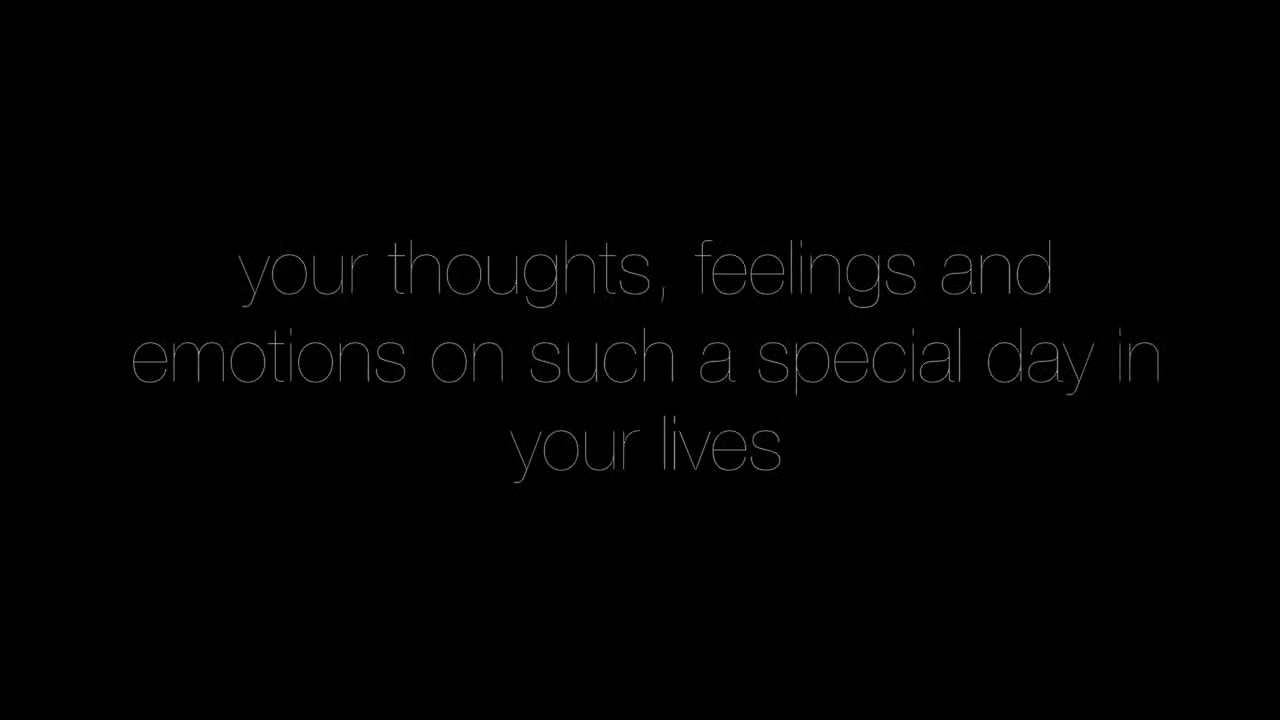 your thoughts, feelings and
emotions on such a special day in
your lives